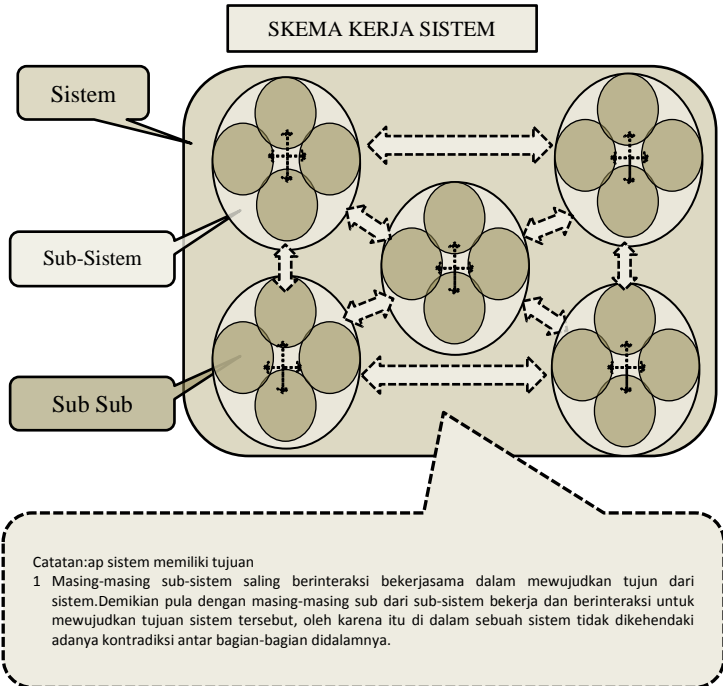 SKEMA KERJA SISTEM
Sistem
Sub-Sistem
Sub Sub
Catatan:ap sistem memiliki tujuan
1 Masing-masing sub-sistem saling berinteraksi bekerjasama dalam mewujudkan tujun dari
sistem.Demikian pula dengan masing-masing sub dari sub-sistem bekerja dan berinteraksi untuk
mewujudkan tujuan sistem tersebut, oleh karena itu di dalam sebuah sistem tidak dikehendaki
adanya kontradiksi antar bagian-bagian didalamnya.